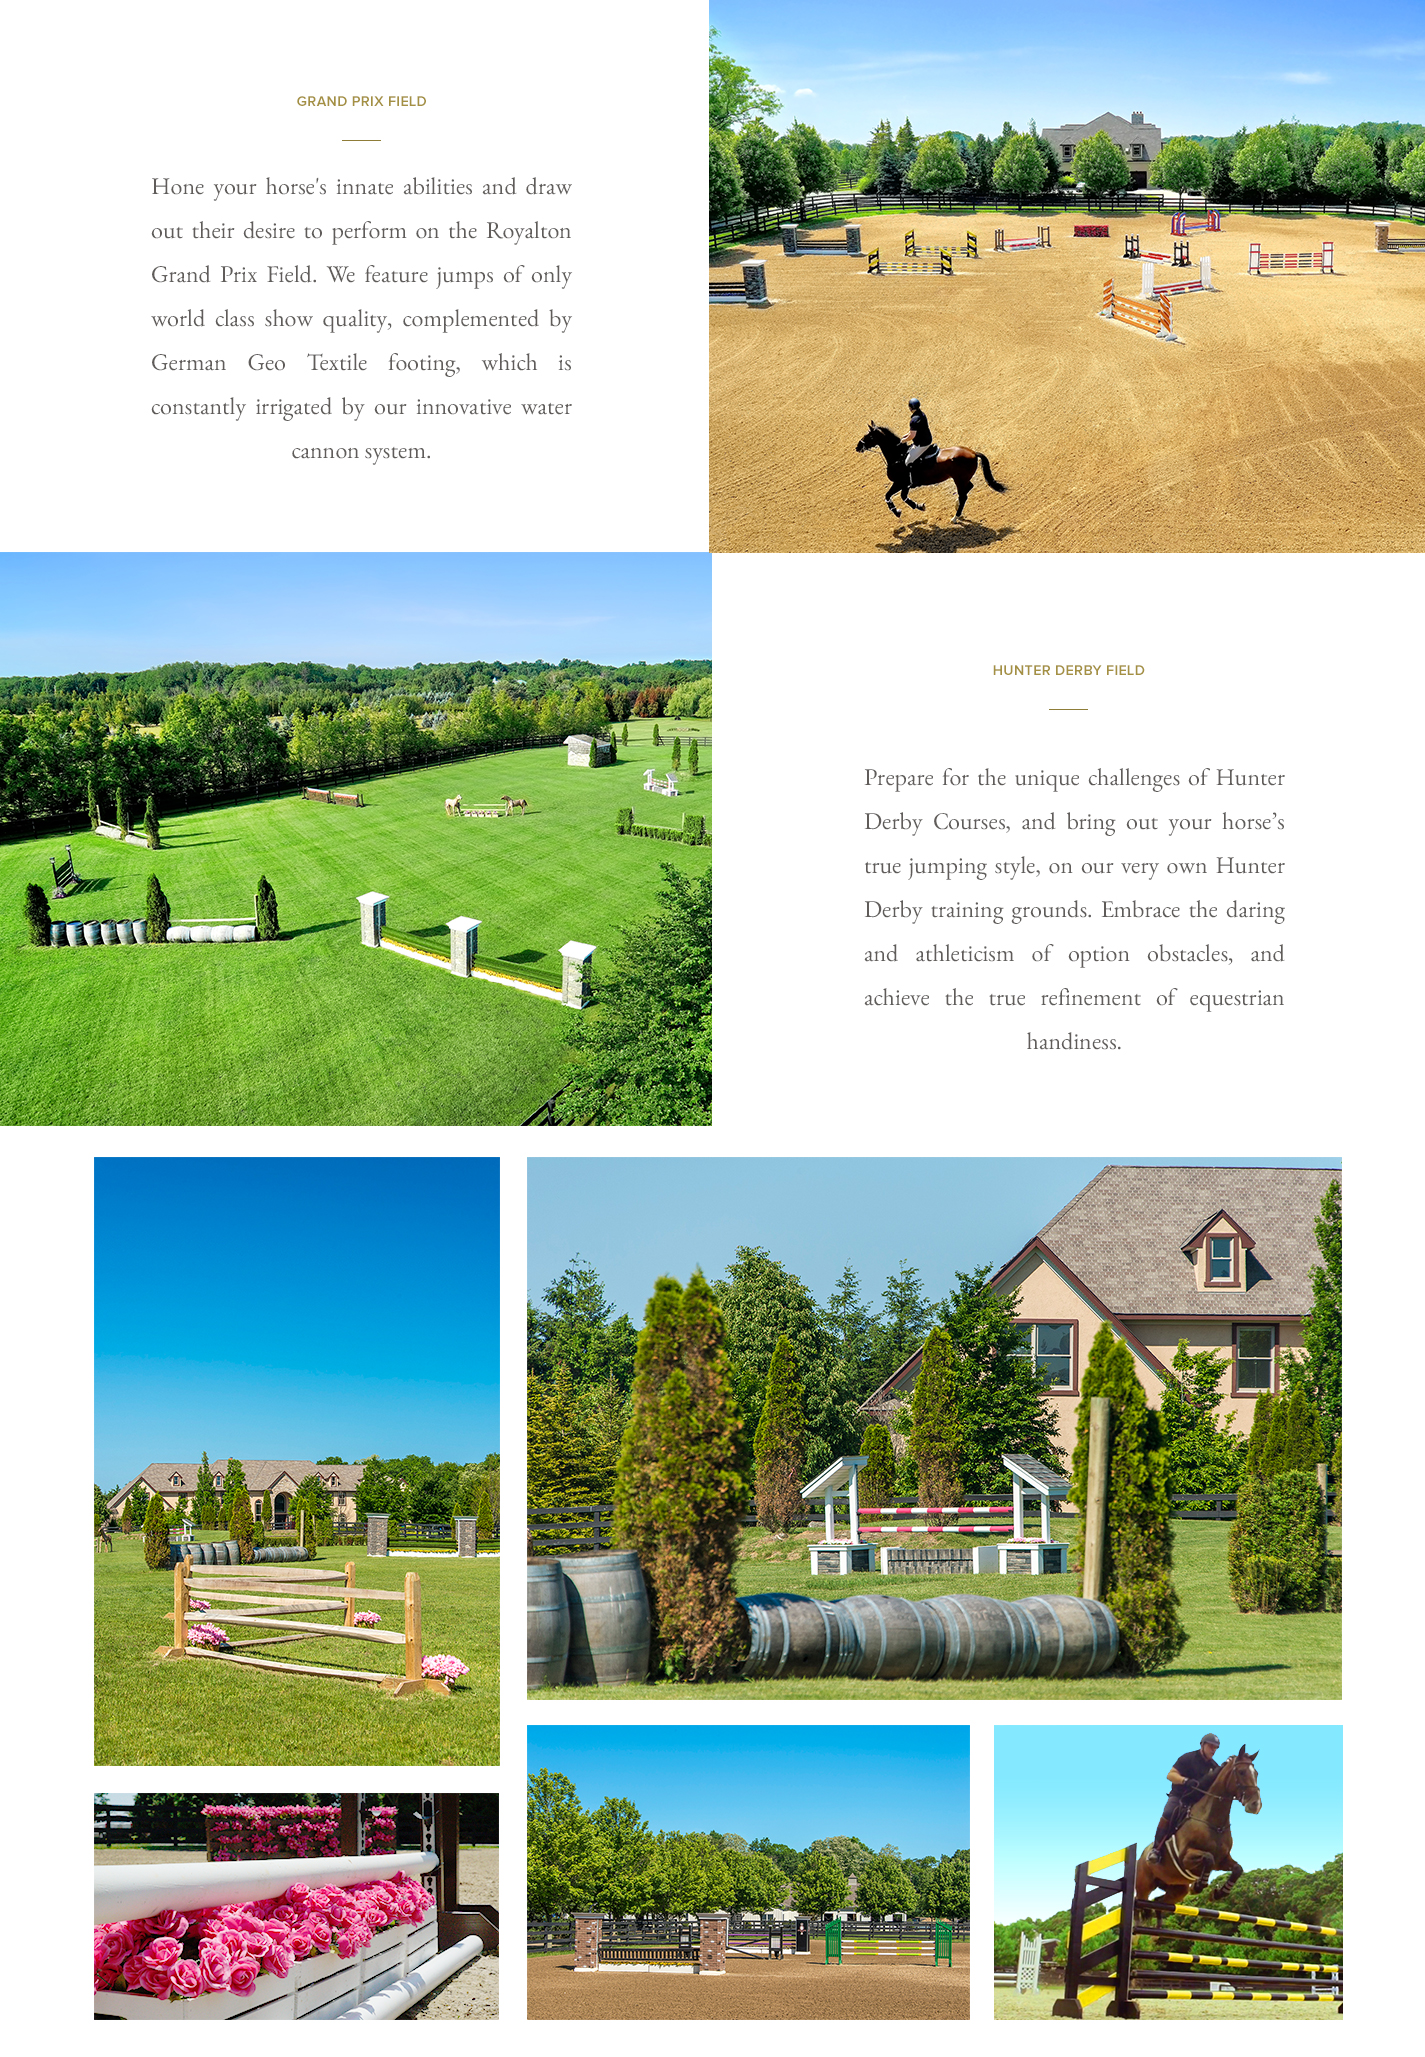 GRAND PRIX FIELD
Hone your horse's innate abilities and draw
out their desire to perform on the Royalton
Grand Prix Field. We feature jumps of only
world class show quality, complemented by
German Geo Textile footing, which is
constantly irrigated by our innovative water
cannon system.
HUNTER DERBY FIELD
Prepare for the unique challenges of Hunter
Derby Courses, and bring out your horse’s
true jumping style, on our very own Hunter
Derby training grounds. Embrace the daring
and athleticism of option obstacles, and
achieve the true refinement of equestrian
handiness.